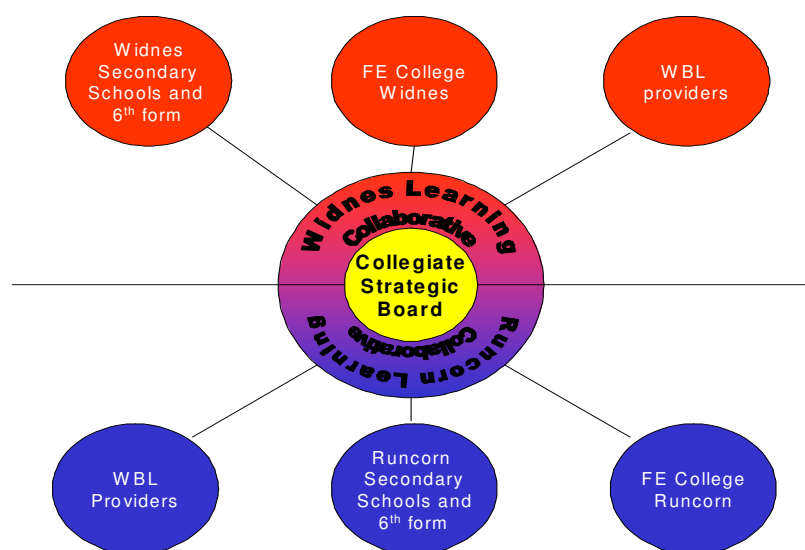 Widnes
Secondary
Schools and
6th form
FE College
Widnes
WBL
providers
Widnes Learning
Collaborative
Collegiate
Strategic
Board
Collaborative
Runcorn Learning
WBL
Providers
Runcorn
Secondary
Schools and
6th form
FE College
Runcorn